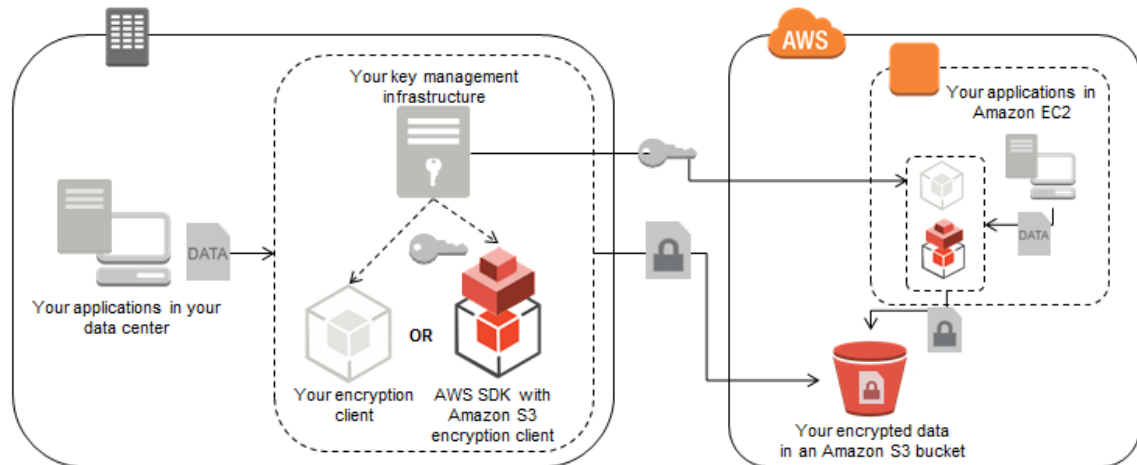 AWS
Your key management
infrastructure
Your applications in
Amazon EC2
DATA
DATA
Your applications in your
data center
OR
Your encryption
client
AWS SDK with
Amazon S3
encryption client
Your encrypted data
in an Amazon S3 bucket